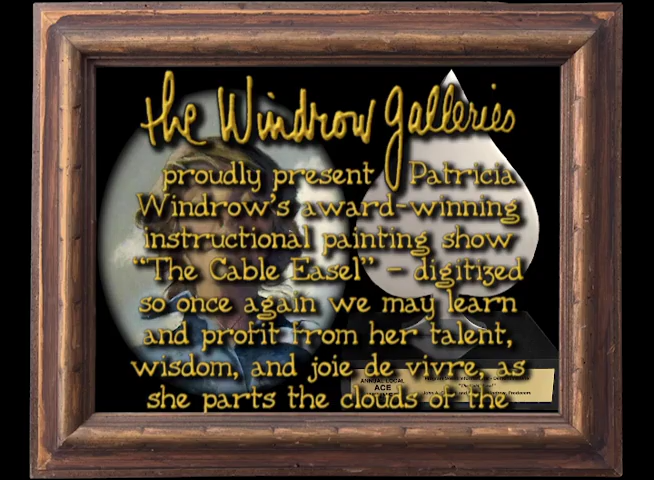 the Windrow Galleries
proudly present Patricia
Windrow's award-winning
instructional painting show
"The Cable Easel" - digitized
so once again we may learn
and profit from her talent,
wisdom, and joie de vivre, as
she parts the clouds of the
ANNUAL LOCAL
ACE